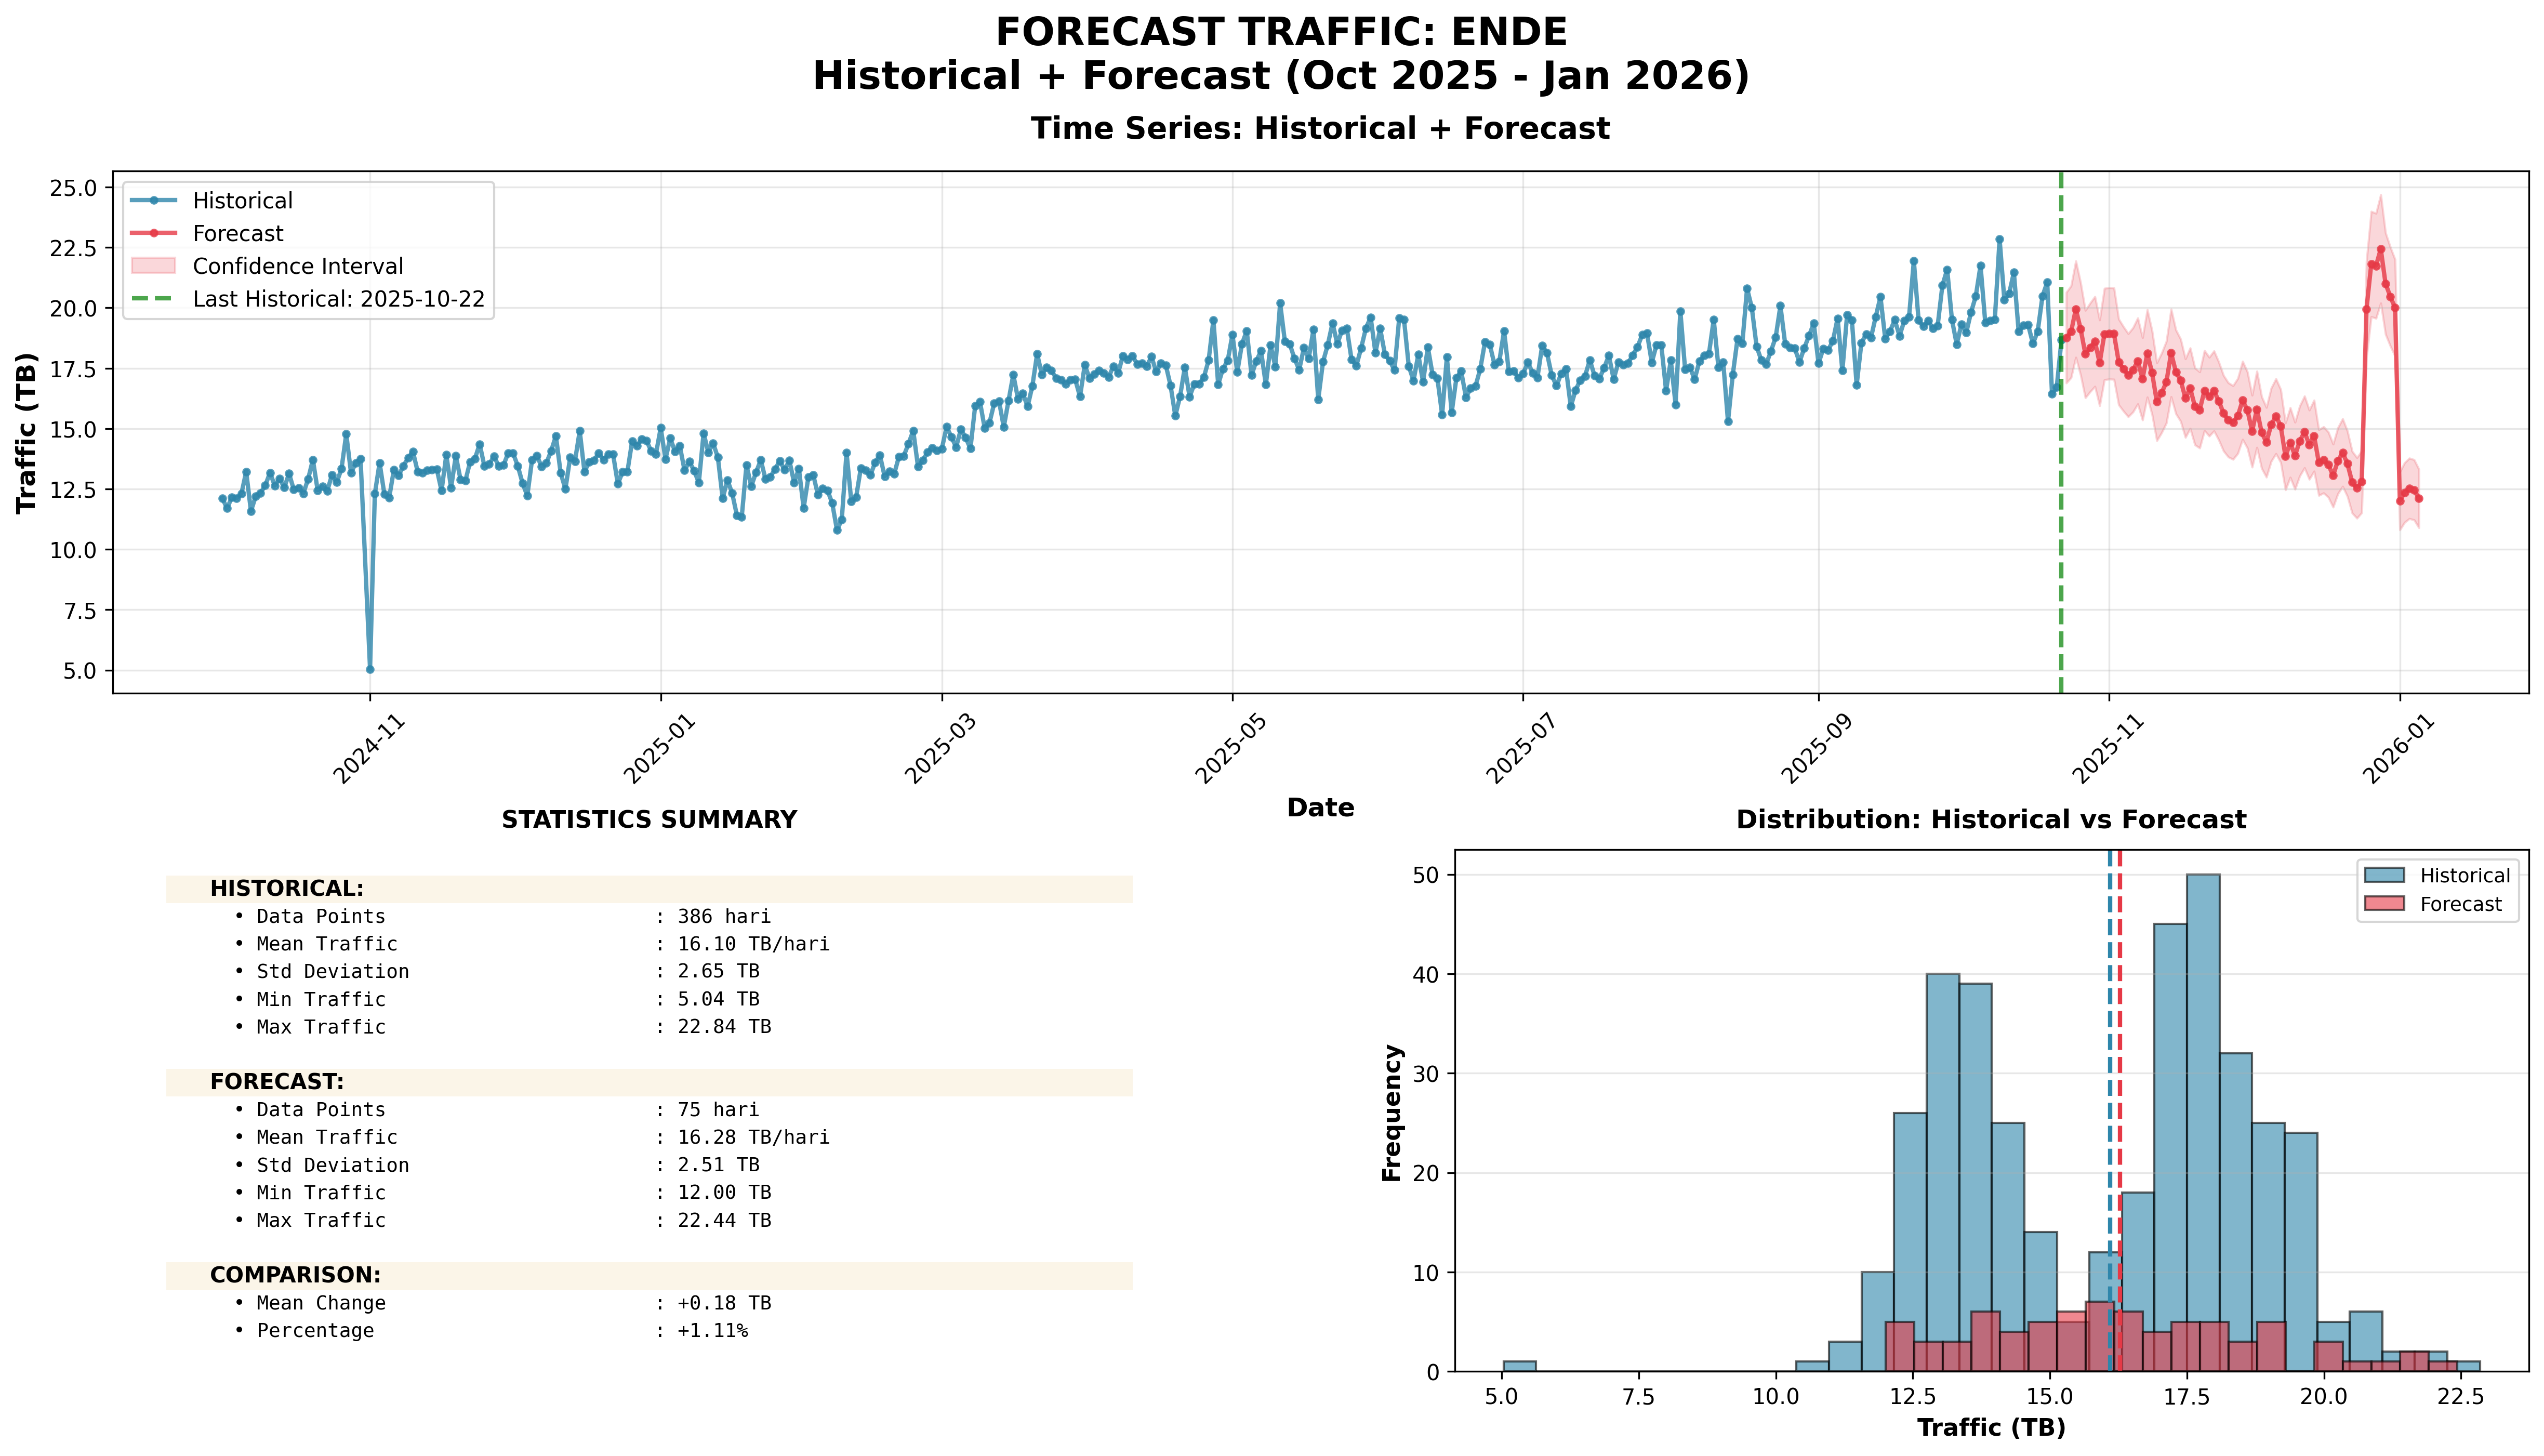 FORECAST TRAFFIC: ENDE
Historical + Forecast (Oct 2025 - Jan 2026)
Time Series: Historical + Forecast
Traffic (TB)
25.0
22.5
20.0
17.5
15.0
12.5
10.0
7.5
5.0
Historical
Forecast
Confidence Interval
Last Historical: 2025-10-22
2024-11
2025-01
2025-03
2025-05
2025-07
2025-09
2025-11
2026-01
Date
STATISTICS SUMMARY
HISTORICAL:
• Data Points : 386 hari
• Mean Traffic : 16.10 TB/hari
• Std Deviation : 2.65 TB
• Min Traffic : 5.04 TB
• Max Traffic : 22.84 TB
FORECAST:
• Data Points : 75 hari
• Mean Traffic : 16.28 TB/hari
• Std Deviation : 2.51 TB
• Min Traffic : 12.00 TB
• Max Traffic : 22.44 TB
COMPARISON:
• Mean Change : +0.18 TB
• Percentage : +1.11%
Distribution: Historical vs Forecast
Frequency
50
40
30
20
10
0
Historical
Forecast
5.0
7.5
10.0
12.5
15.0
17.5
20.0
22.5
Traffic (TB)